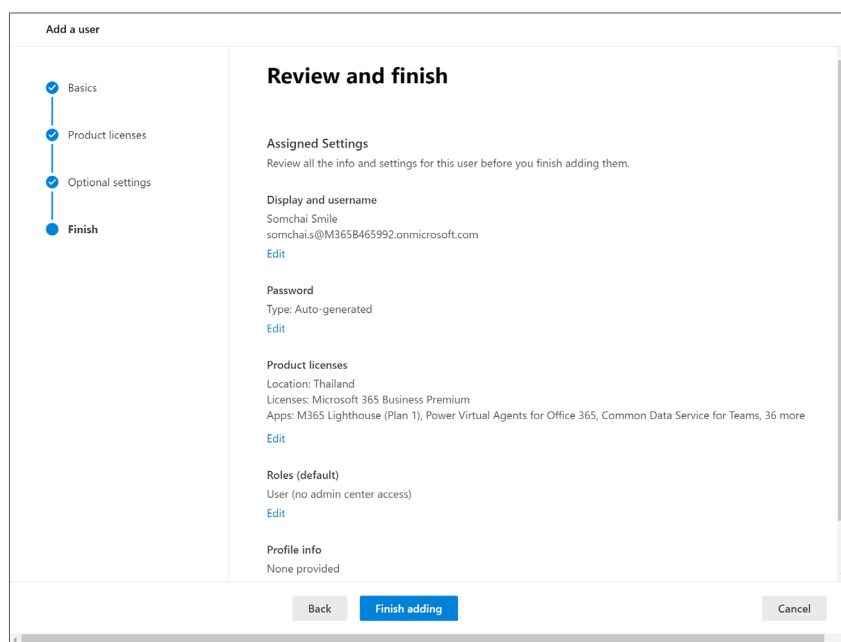 Add a user
Basics
Product licenses
Optional settings
Finish
Review and finish
Assigned Settings
Review all the info and settings for this user before you finish adding them.
Display and username
Somchai Smile
somchai.s@M365B465992.onmicrosoft.com
Edit
Password
Type: Auto-generated
Edit
Product licenses
Location: Thailand
Licenses: Microsoft 365 Business Premium
Apps: M365 Lighthouse (Plan 1), Power Virtual Agents for Office 365, Common Data Service for Teams, 36 more
Edit
Roles (default)
User (no admin center access)
Edit
Profile info
None provided
Back
Finish adding
Cancel